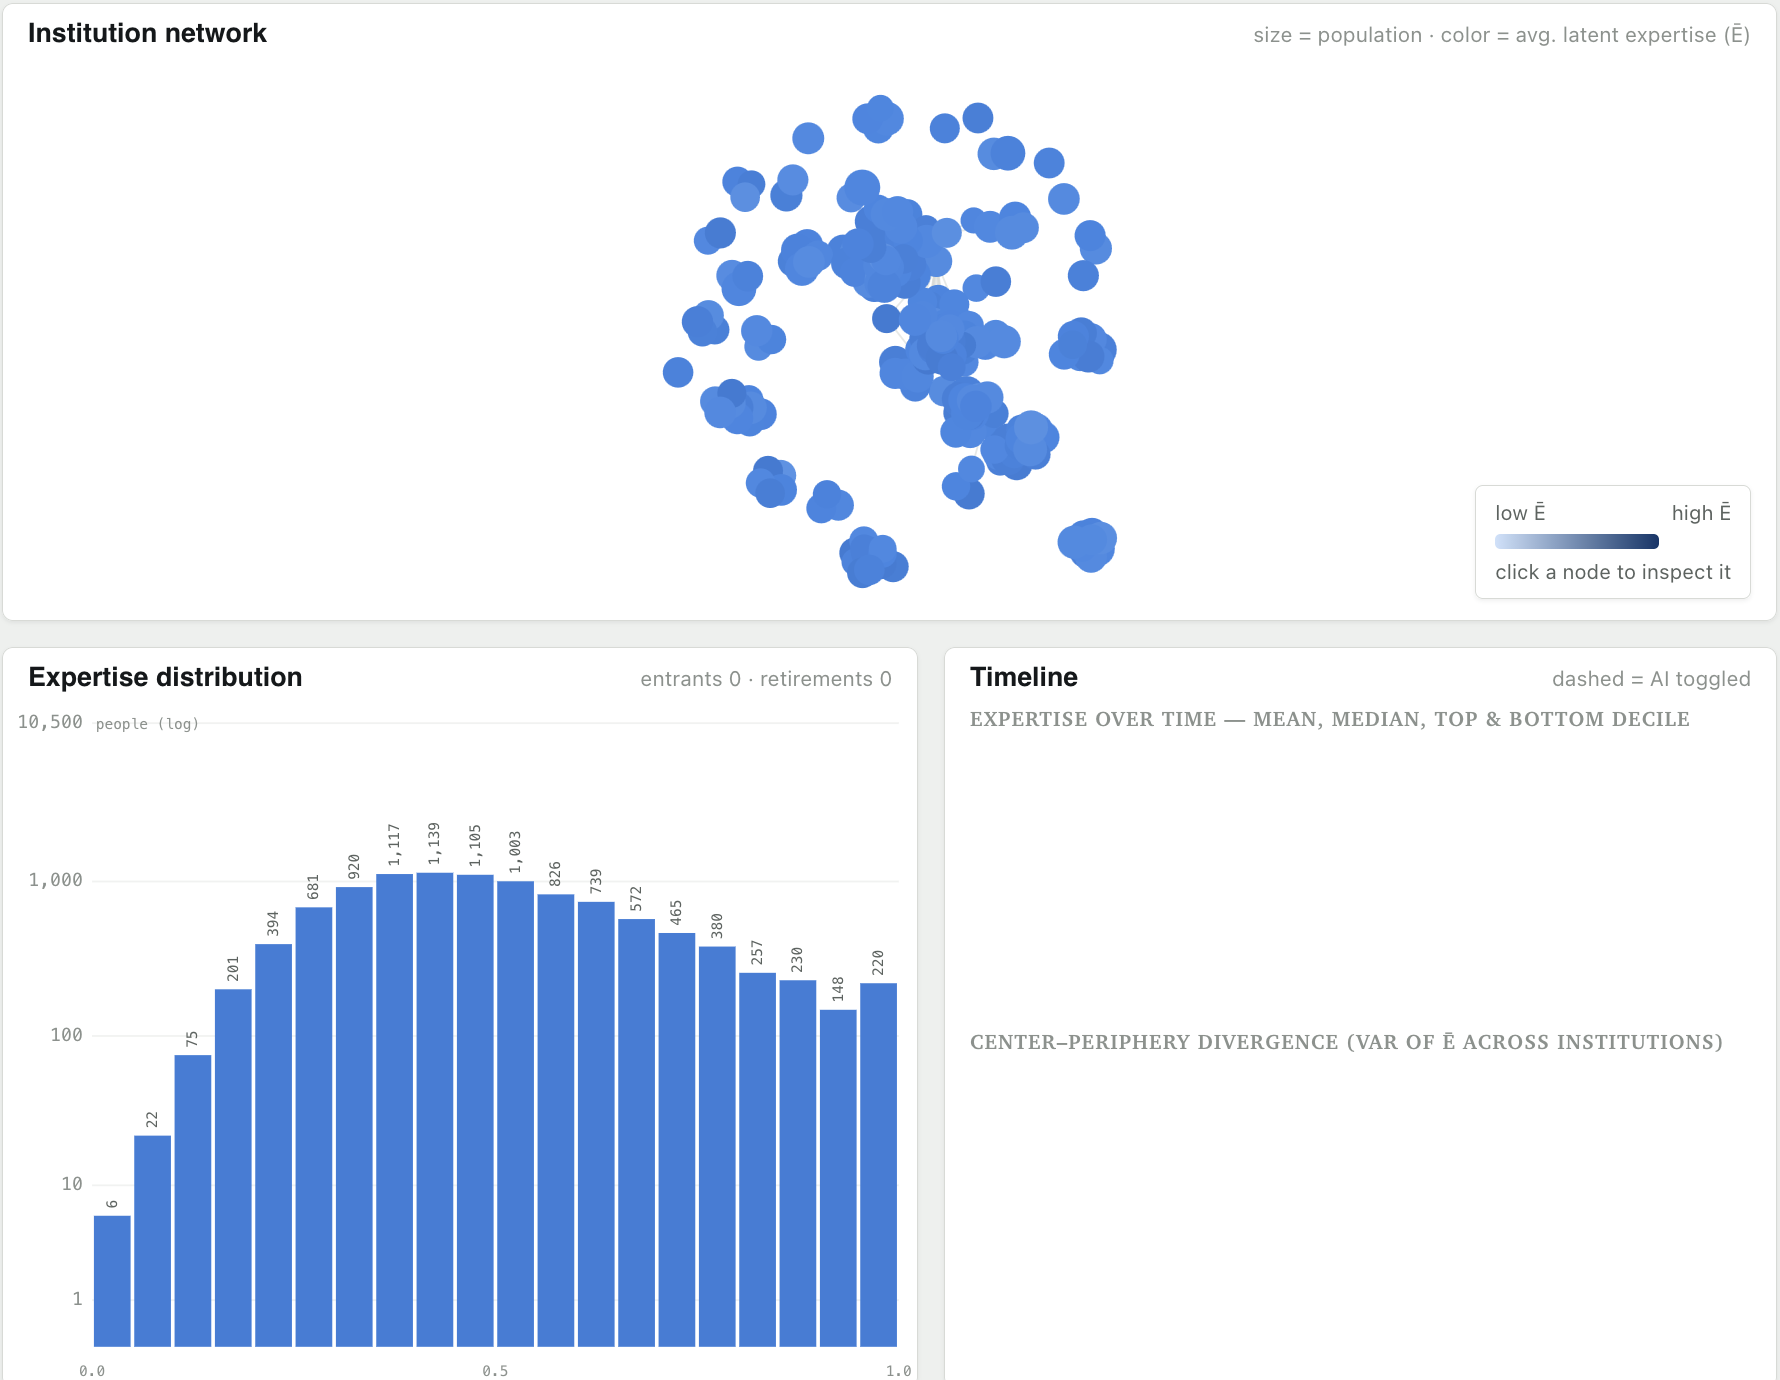 Institution network
size = population · color = avg. latent expertise (Ē)
low Ē high Ē
click a node to inspect it
Expertise distribution
entrants 0 · retirements 0
10,500 people (log)
1,000
100
10
1
6
22
75
201
394
681
920
1,117
1,139
1,105
1,003
826
739
572
465
380
257
230
148
220
0.0 0.5 1.0
Timeline
dashed = AI toggled
EXPERTISE OVER TIME — MEAN, MEDIAN, TOP & BOTTOM DECILE
CENTER–PERIPHERY DIVERGENCE (VAR OF Ē ACROSS INSTITUTIONS)